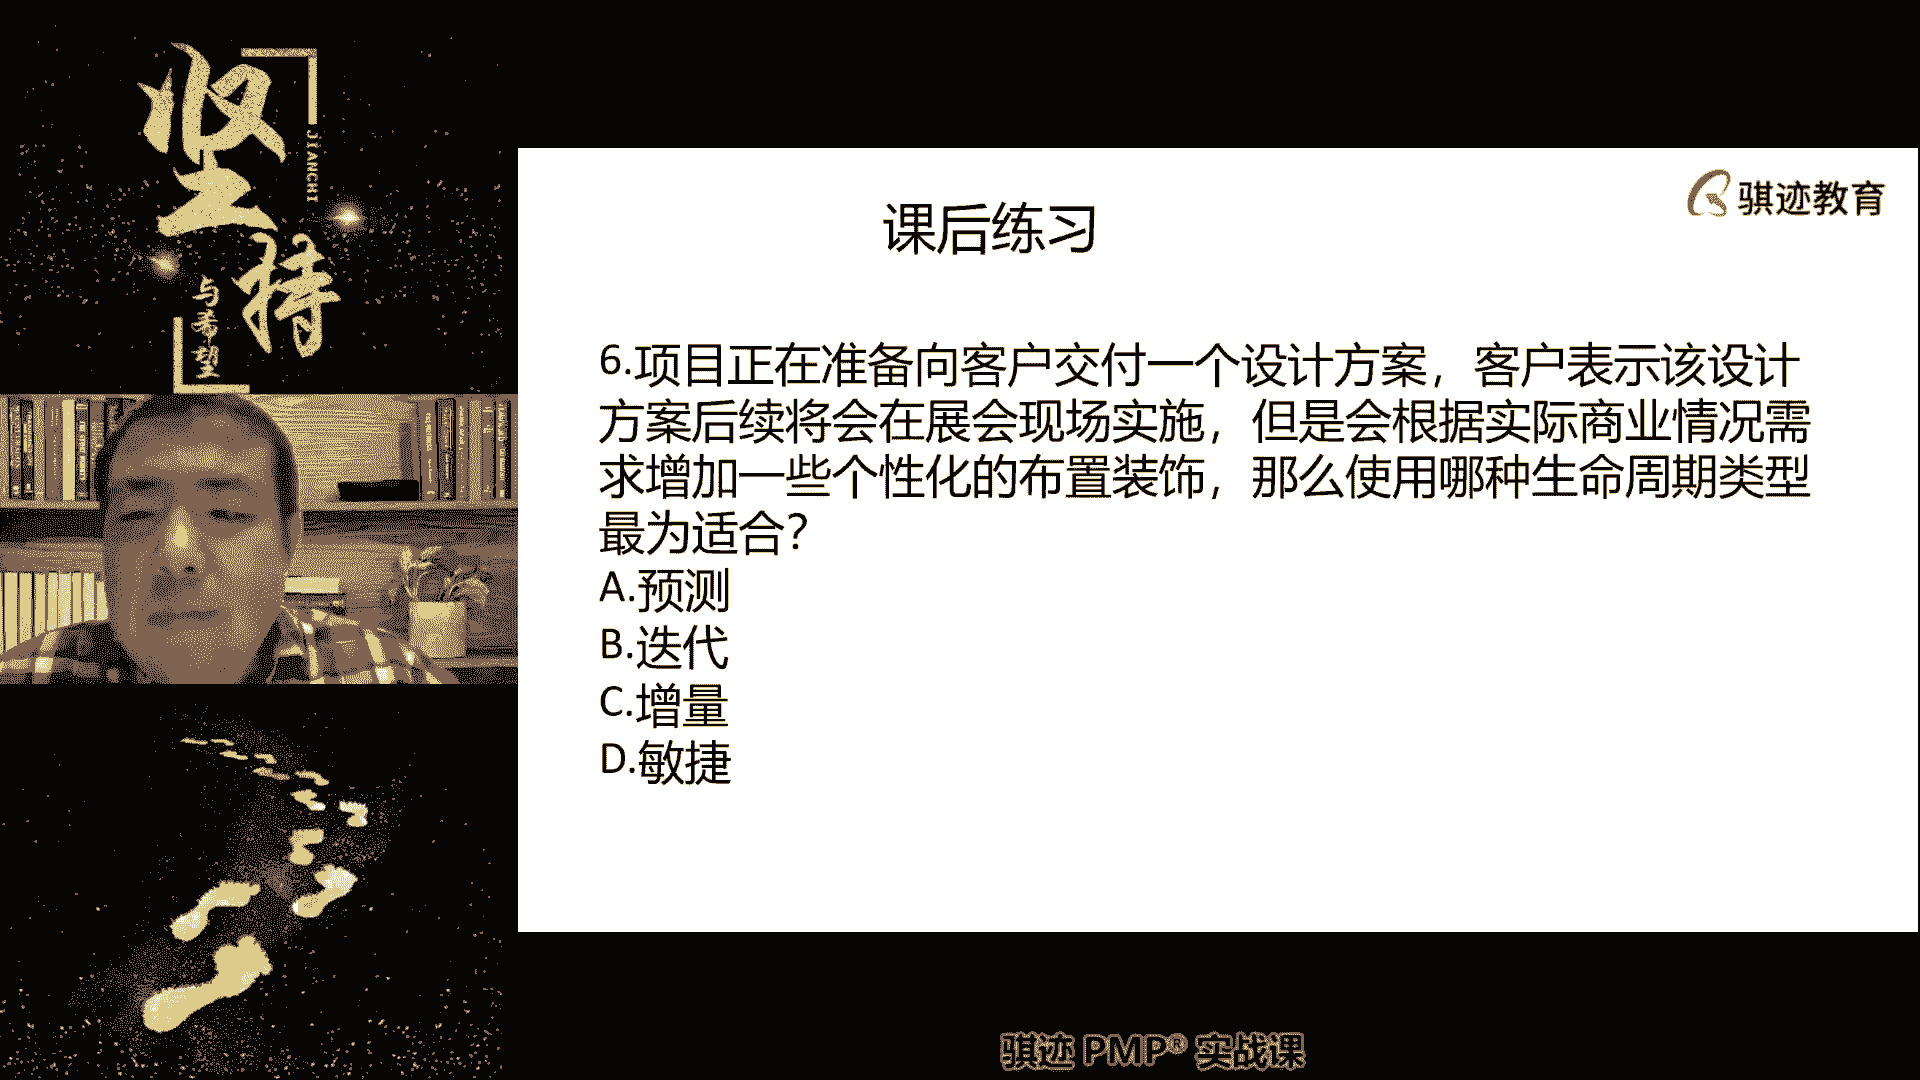 坚持
JIANCHI
与希望
骐迹教育
课后练习
6.项目正在准备向客户交付一个设计方案，客户表示该设计
方案后续将会在展会现场实施，但是会根据实际商业情况需
求增加一些个性化的布置装饰，那么使用哪种生命周期类型
最为适合？
A.预测
B.迭代
C.增量
D.敏捷
骐迹 PMP® 实战课